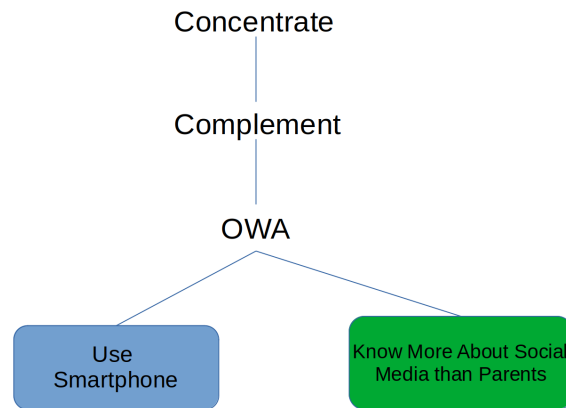 Concentrate
Complement
OWA
Use
Smartphone
Know More About Social
Media than Parents